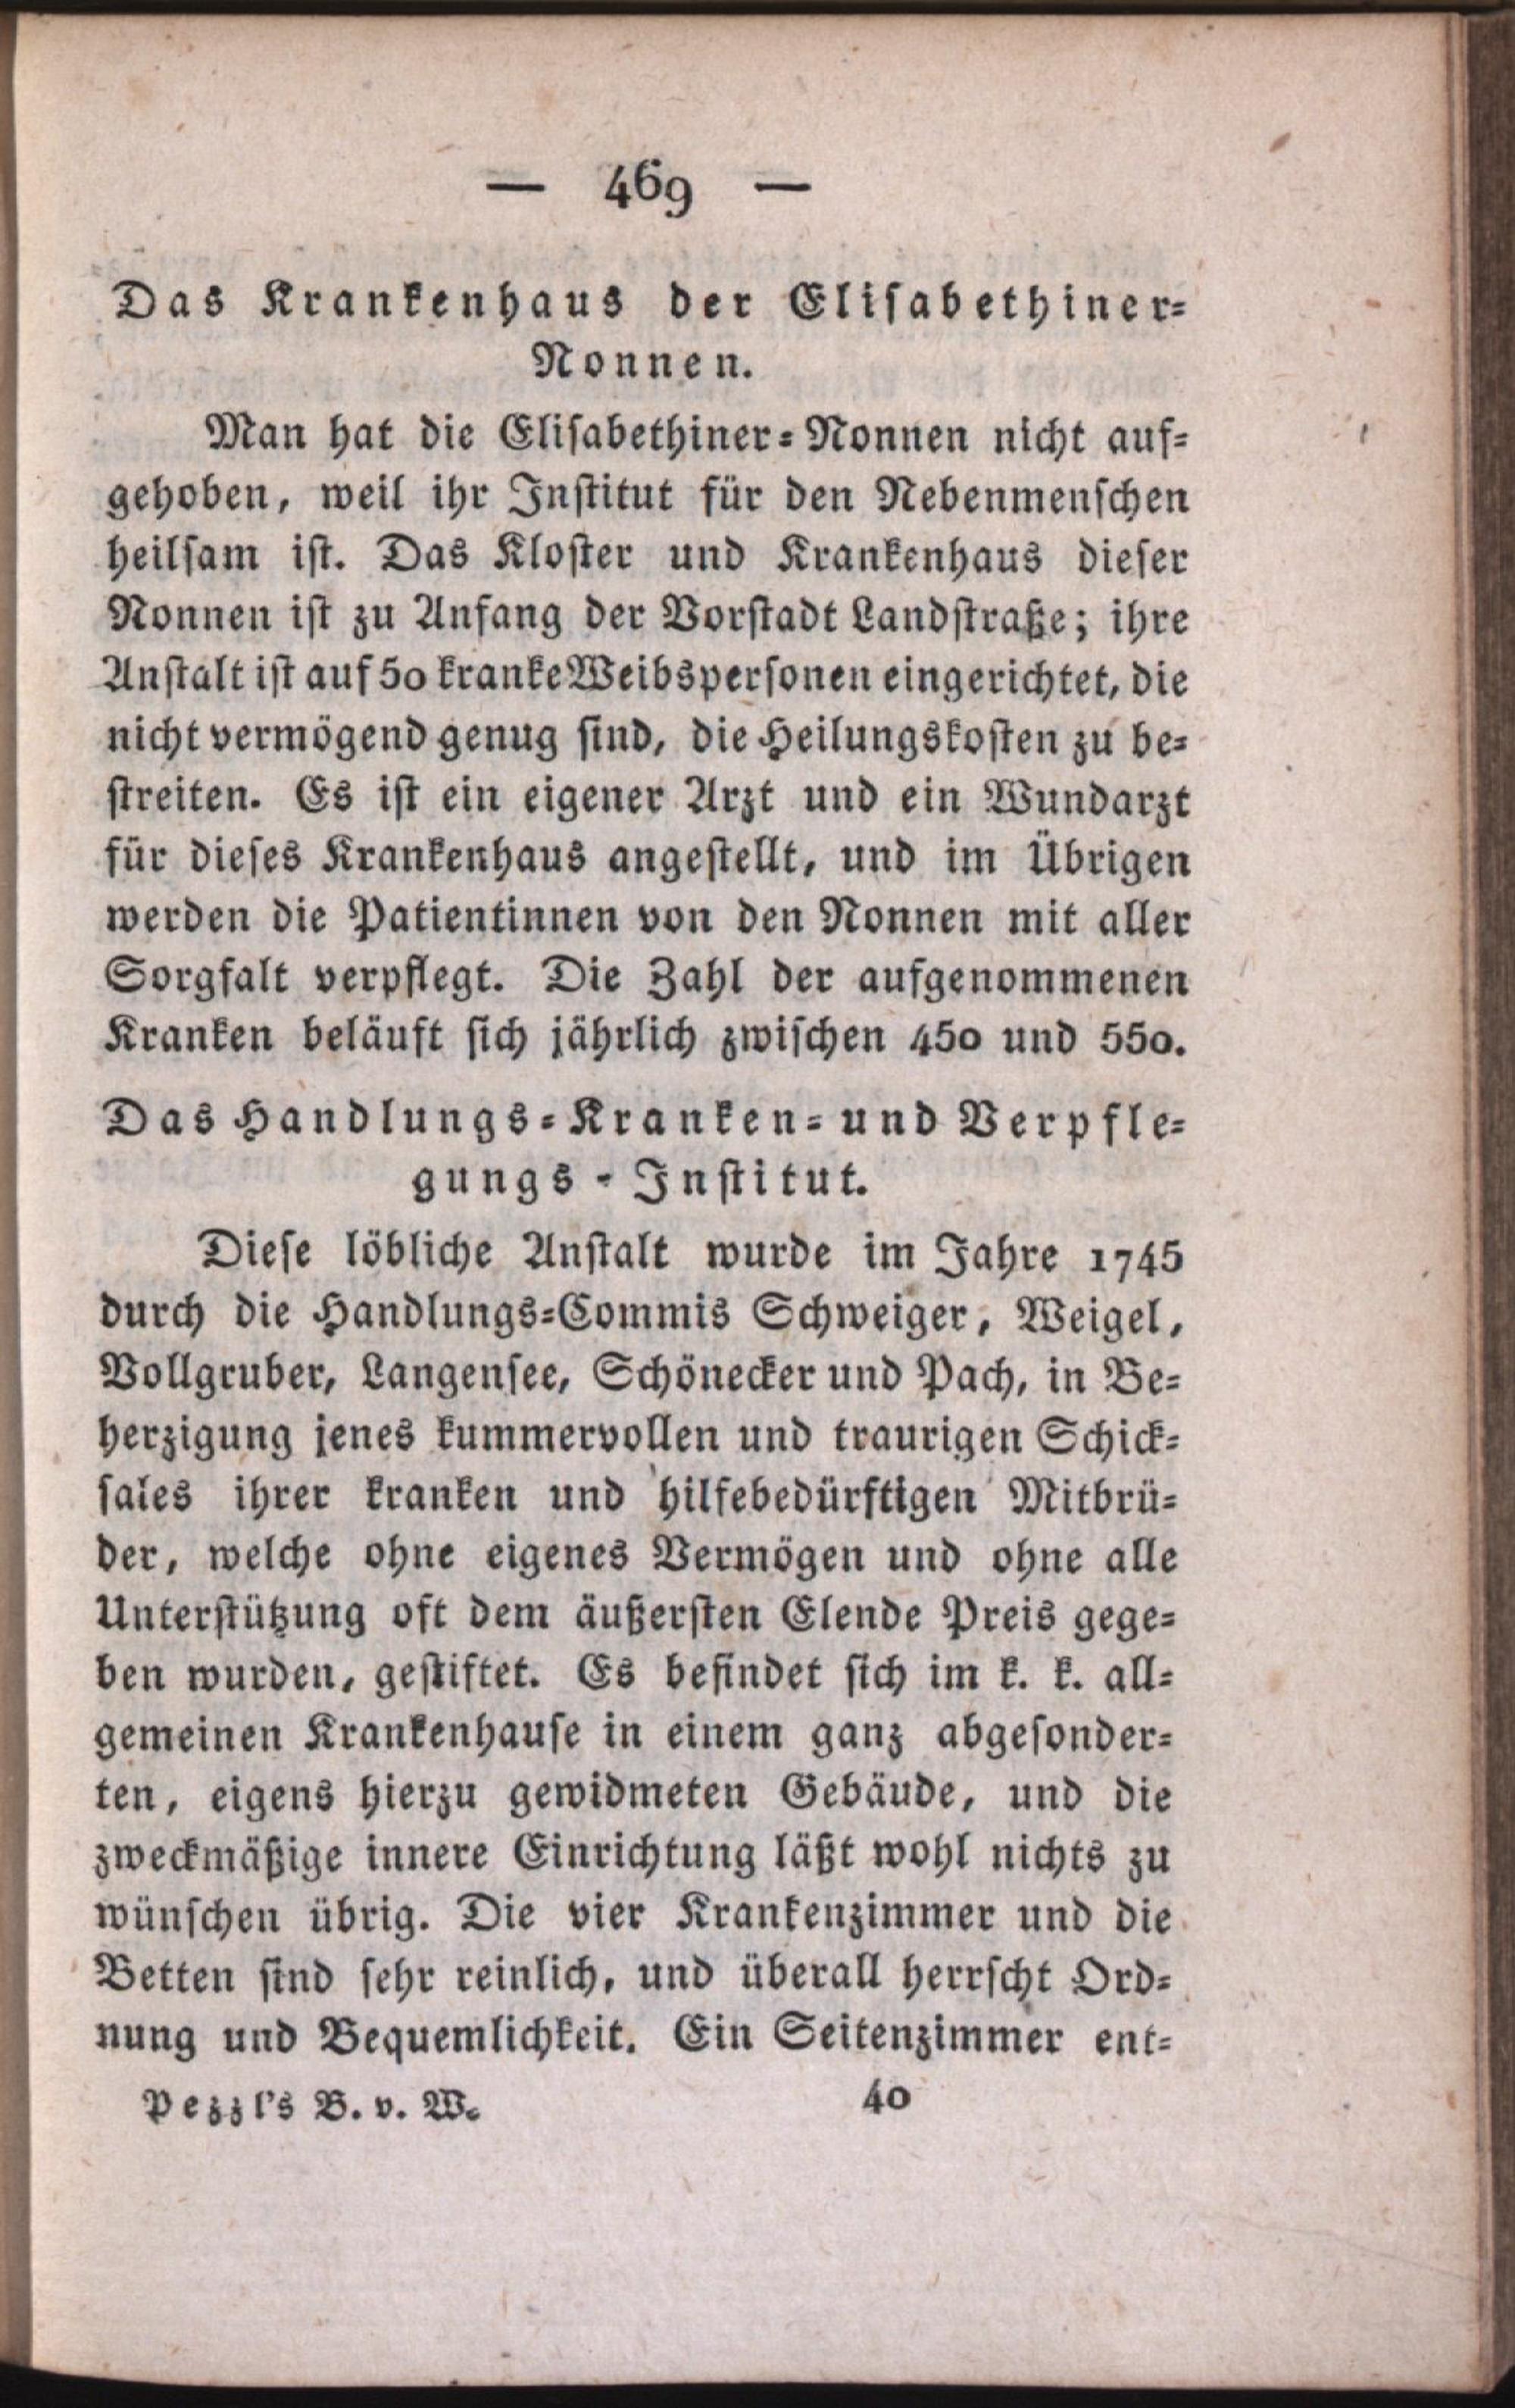 — 469 —
Das Krankenhaus der Elisabethiner-
Nonnen.
Man hat die Elisabethiner-Nonnen nicht auf-
gehoben, weil ihr Institut für den Nebenmenschen
heilsam ist. Das Kloster und Krankenhaus dieser
Nonnen ist zu Anfang der Vorstadt Landstraße; ihre
Anstalt ist auf 50 kranke Weibspersonen eingerichtet, die
nicht vermögend genug sind, die Heilungskosten zu be-
streiten. Es ist ein eigener Arzt und ein Wundarzt
für dieses Krankenhaus angestellt, und im Übrigen
werden die Patientinnen von den Nonnen mit aller
Sorgfalt verpflegt. Die Zahl der aufgenommenen
Kranken beläuft sich jährlich zwischen 450 und 550.
Das Handlungs-Kranken-und Verpfle-
gungs-Institut.
Diese löbliche Anstalt wurde im Jahre 1745
durch die Handlungs-Commis Schweiger, Weigel,
Vollgruber, Langensee, Schönecker und Pach, in Be-
herzigung jenes kummervollen und traurigen Schick-
sales ihrer kranken und hilfebedürftigen Mitbrü-
der, welche ohne eigenes Vermögen und ohne alle
Unterstützung oft dem äußersten Elende Preis gege-
ben wurden, gestiftet. Es befindet sich im k. k. all-
gemeinen Krankenhause in einem ganz abgesonder-
ten, eigens hierzu gewidmeten Gebäude, und die
zweckmäßige innere Einrichtung läßt wohl nichts zu
wünschen übrig. Die vier Krankenzimmer und die
Betten sind sehr reinlich, und überall herrscht Ord-
nung und Bequemlichkeit. Ein Seitenzimmer ent-
Pezzl's B. v. W. 40